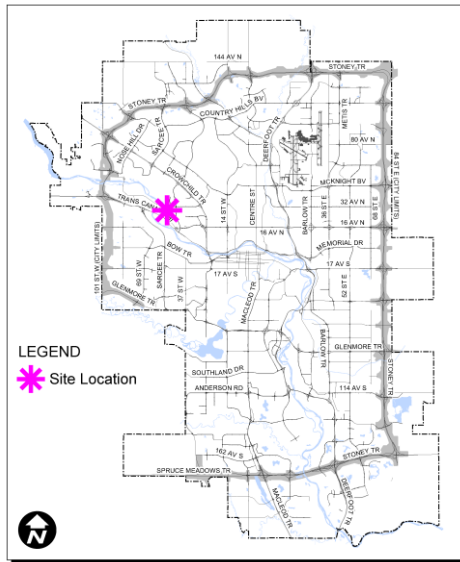 144 AV N
STONEY TR
STONEY TR
COUNTRY HILLS BV
NOSE HILL DR
SARCEE TR
DEERFOOT TR
METIS TR
80 AV N
CROWCHILD TR
MCKNIGHT BV
84 ST E (CITY LIMITS)
TRANS CAN
14 ST W
CENTRE ST
BARLOW TR
36 ST E
32 AV N
68 ST E
16 AV N
16 AV N
MEMORIAL DR
BOW TR
101 ST W (CITY LIMITS)
69 ST W
SARCEE TR
37 ST W
17 AV S
17 AV S
52 ST E
GLENMORE TR
MACLEOD TR
BARLOW TR
GLENMORE TR
LEGEND
Site Location
SOUTHLAND DR
ANDERSON RD
114 AV S
STONEY TR
162 AV S
STONEY TR
SPRUCE MEADOWS TR
MACLEOD TR
DEERFOOT TR
N